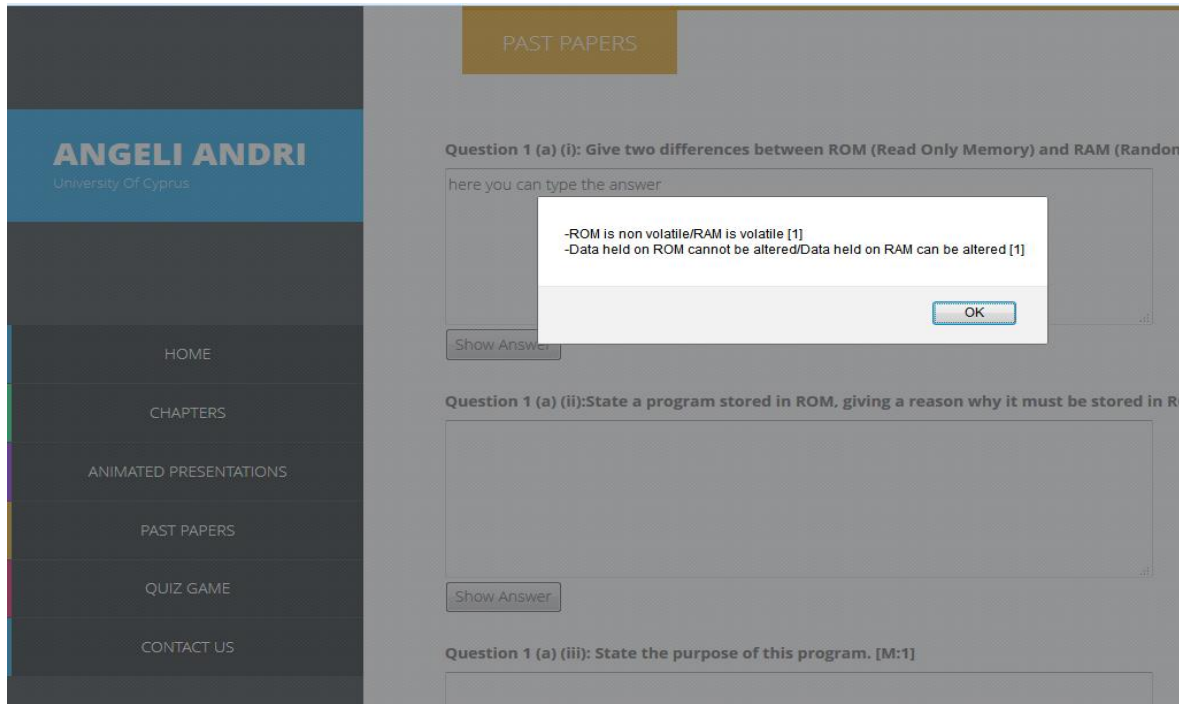 PAST PAPERS
ANGELI ANDRI
University Of Cyprus
HOME
CHAPTERS
ANIMATED PRESENTATIONS
PAST PAPERS
QUIZ GAME
CONTACT US
Question 1 (a) (i): Give two differences between ROM (Read Only Memory) and RAM
here you can type the answer
-ROM is non volatile/RAM is volatile [1]
-Data held on ROM cannot be altered/Data held on RAM can be altered [1]
OK
Show Answer
Question 1 (a) (ii):State a program stored in ROM, giving a reason why it must be stored in
Show Answer
Question 1 (a) (iii): State the purpose of this program. [M:1]